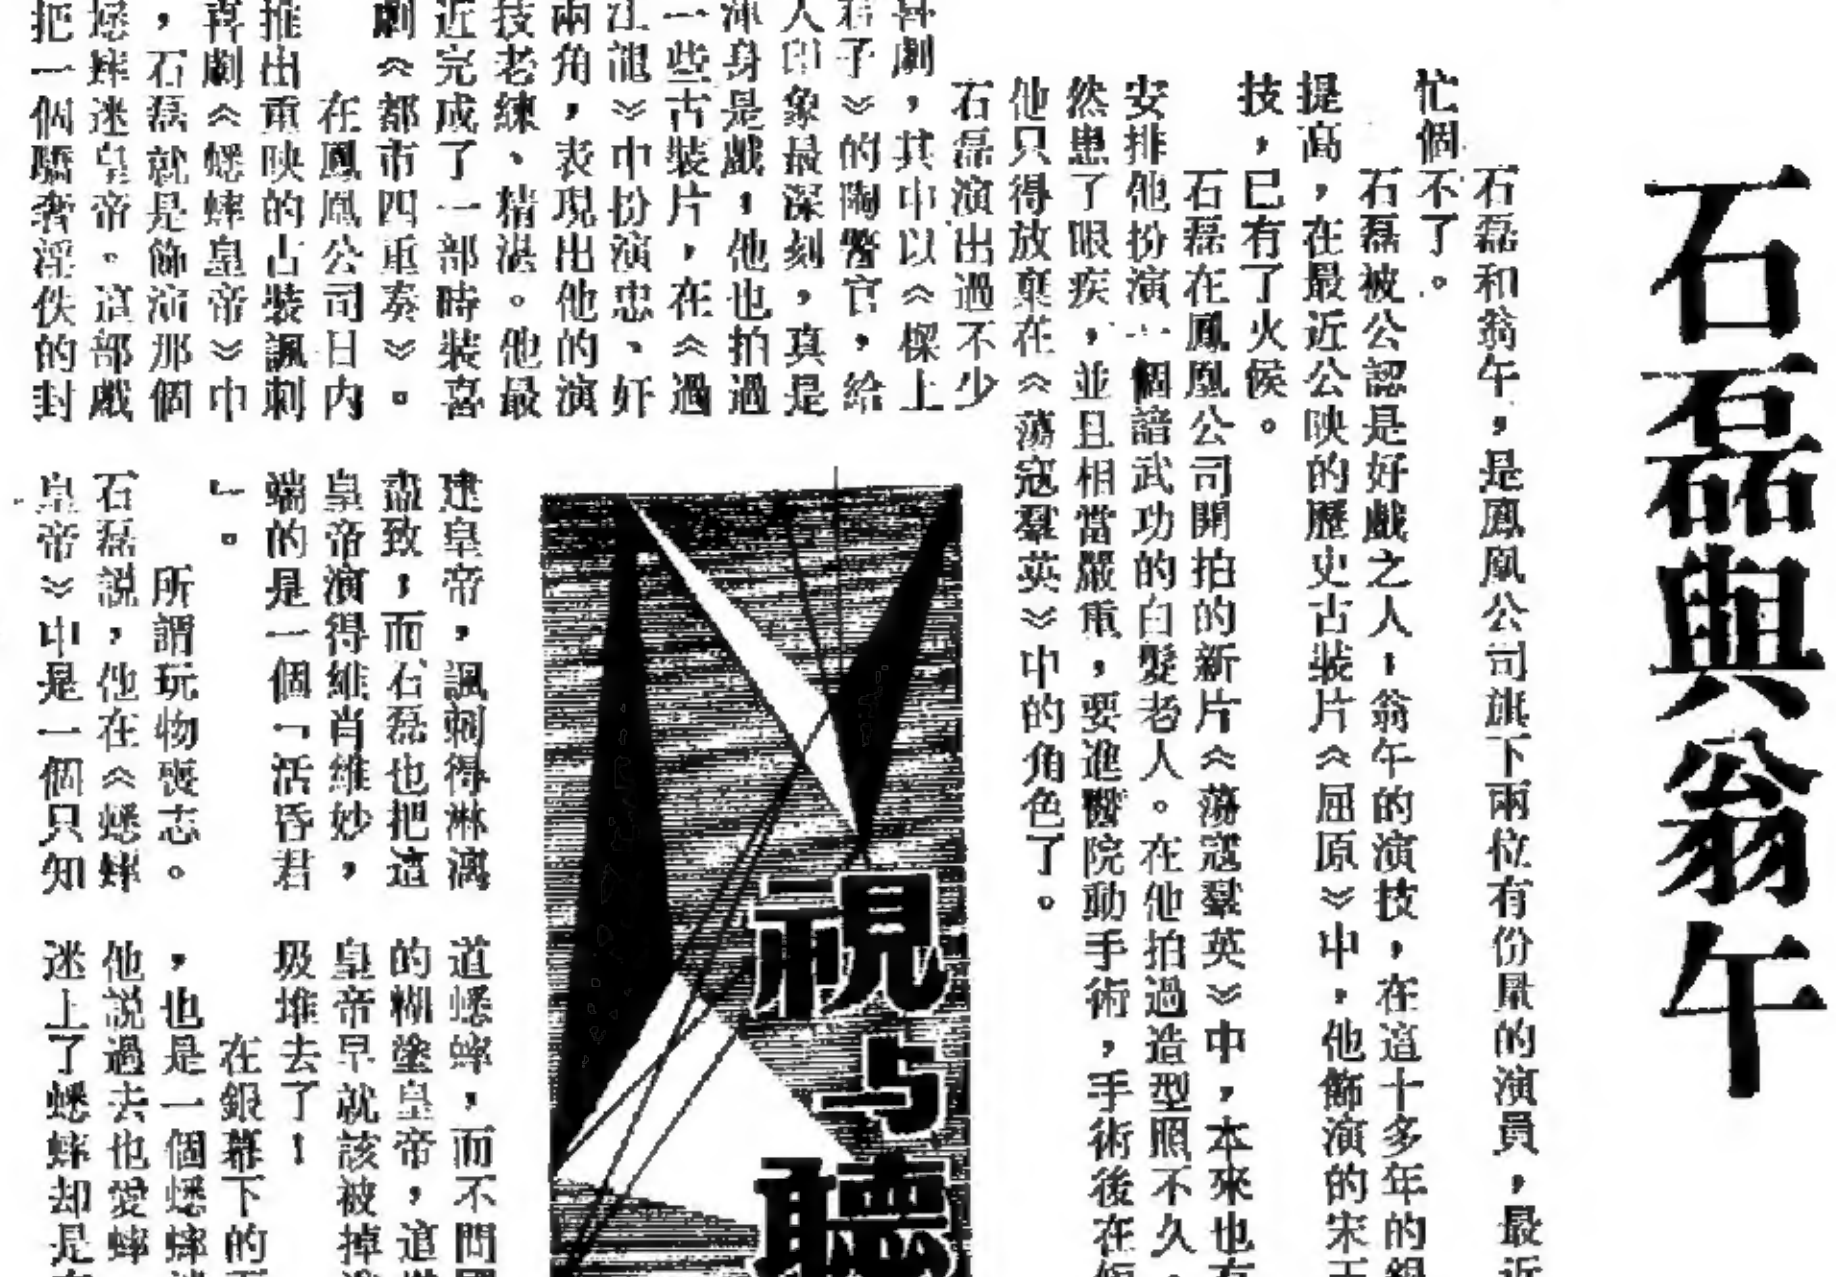 石磊與翁午
石磊和翁午，是鳳凰公司旗下兩位有份量的演員，最近
忙個不了。
石磊被公認是好戲之人，翁午的演技，在這十多年的
提高，在最近公映的歷史古裝片《屈原》中，他飾演的宋
技，已有了火候。
石磊在鳳凰公司開拍的新片《蕩寇羣英》中，本來也有
安排他扮演一個諳武功的白髮老人。在他拍過造型照不久，
然患了眼疾，並且相當嚴重，要進醫院動手術，手術後在
他只得放棄在《蕩寇羣英》中的角色了。
石磊演出過不少
喜劇，其中以《樑上
君子》的陶警官，給
人印象最深刻，真是
渾身是戲，他也拍過
一些古裝片，在《過
江龍》中扮演忠、奸
兩角，表現出他的演
技老練、精湛。他最
近完成了一部時裝喜
劇《都市四重奏》。
在鳳凰公司日內
推出重映的古裝諷刺
喜劇《蟋蟀皇帝》中
，石磊就是飾演那個
蟋蟀迷皇帝。這部戲
把一個驕奢淫佚的封
視与聽
建皇帝，諷刺得淋漓
盡致，而石磊也把這
皇帝演得維肖維妙，
端的是一個「活昏君
」。
所謂玩物喪志。
石磊說，他在《蟋蟀
皇帝》中是一個只知
道蟋蟀，而不問
的糊塗皇帝，這
皇帝早就該被掉
圾堆去了！
在銀幕下的
，也是一個蟋蟀
他說過去也愛蟀
迷上了蟋蟀却是